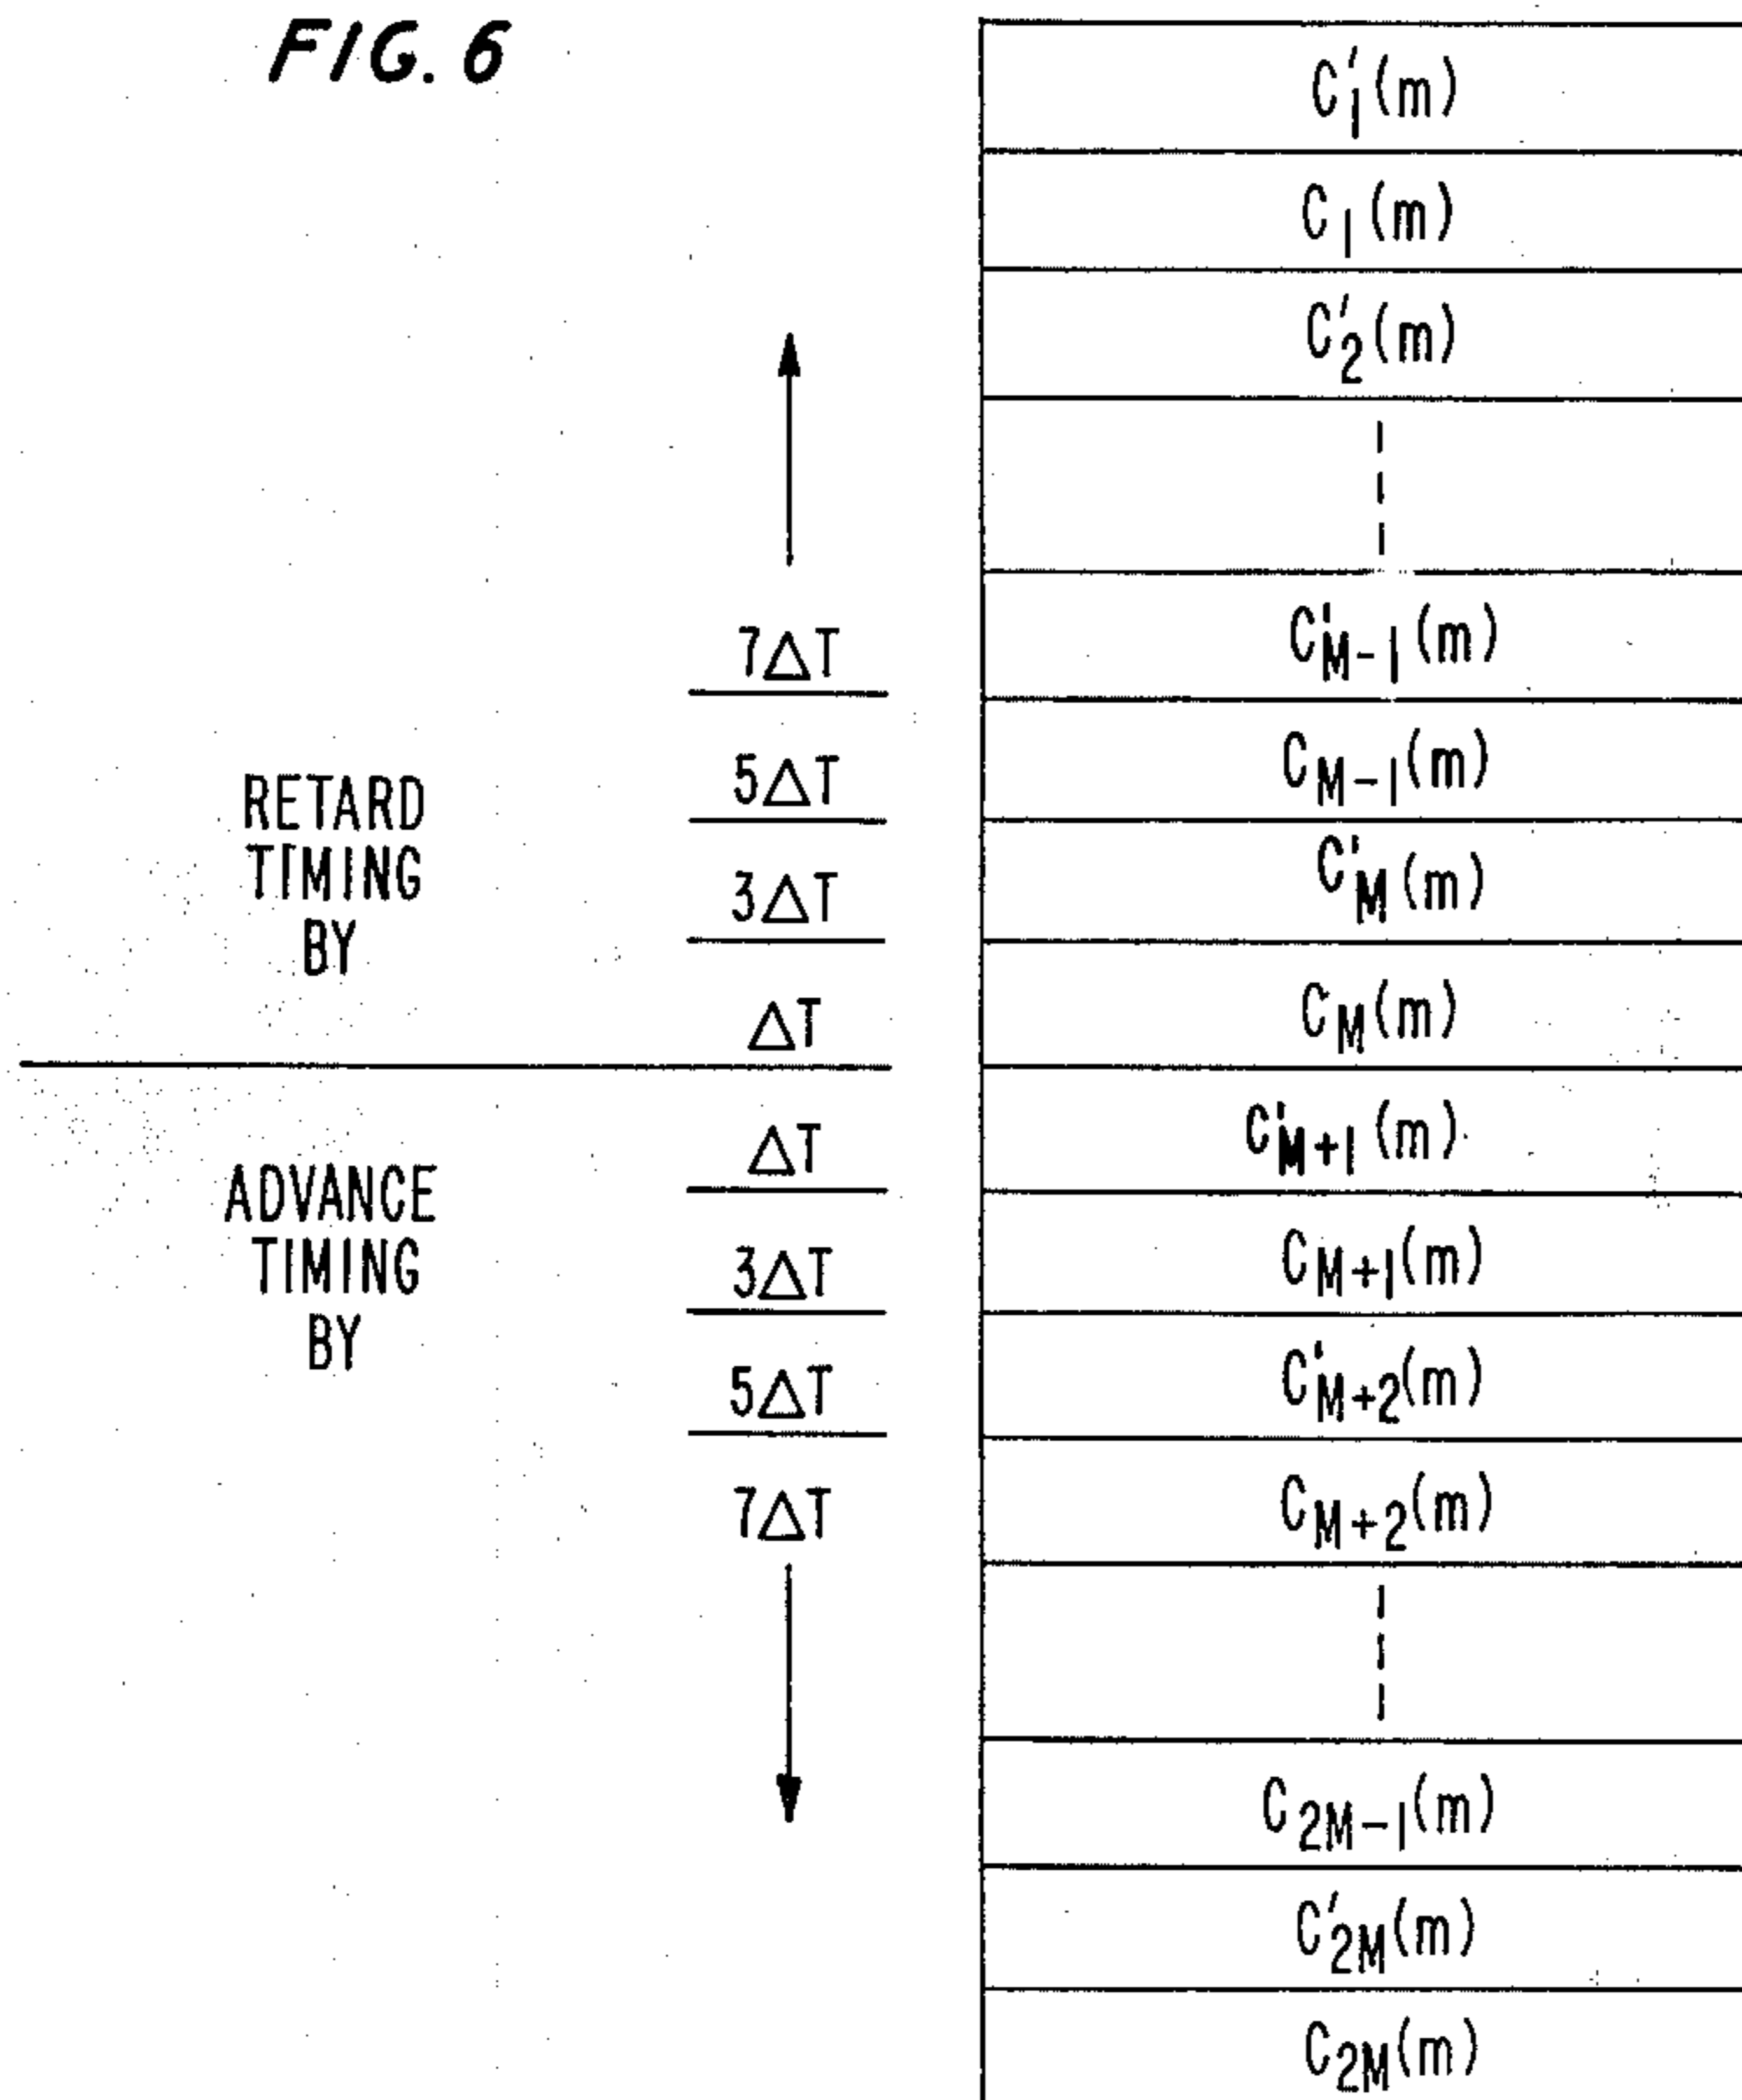 FIG. 6
C'1(m)
C1(m)
C'2(m)
7ΔT C'M-1(m)
5ΔT CM-1(m)
3ΔT C'M(m)
ΔT CM(m)
RETARD
TIMING
BY
ΔT C'M+1(m)
3ΔT CM+1(m)
5ΔT C'M+2(m)
7ΔT CM+2(m)
ADVANCE
TIMING
BY
C2M-1(m)
C'2M(m)
C2M(m)